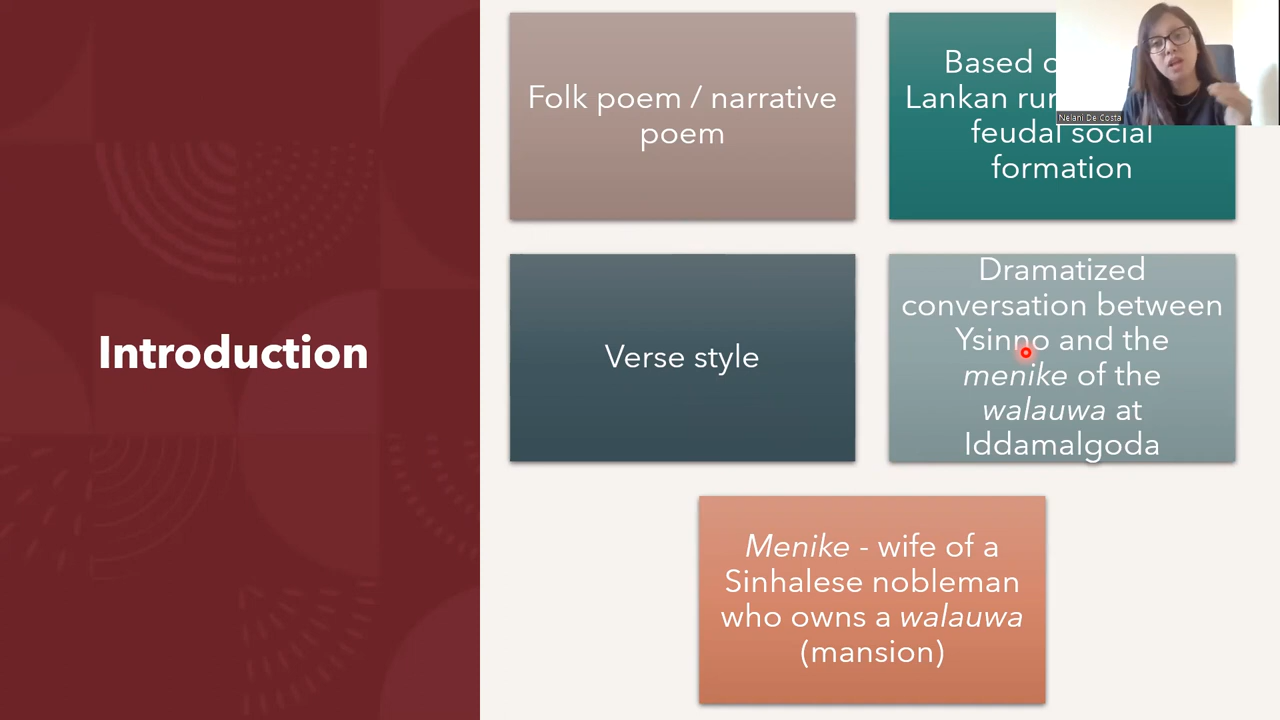 Introduction
Folk poem / narrative
poem
Based
Lankan
feudal social
formation
Nelani De Costa
Verse style
Dramatized
conversation between
Ysinno and the
menike of the
walauwa at
Iddamalgoda
Menike - wife of a
Sinhalese nobleman
who owns a walauwa
(mansion)